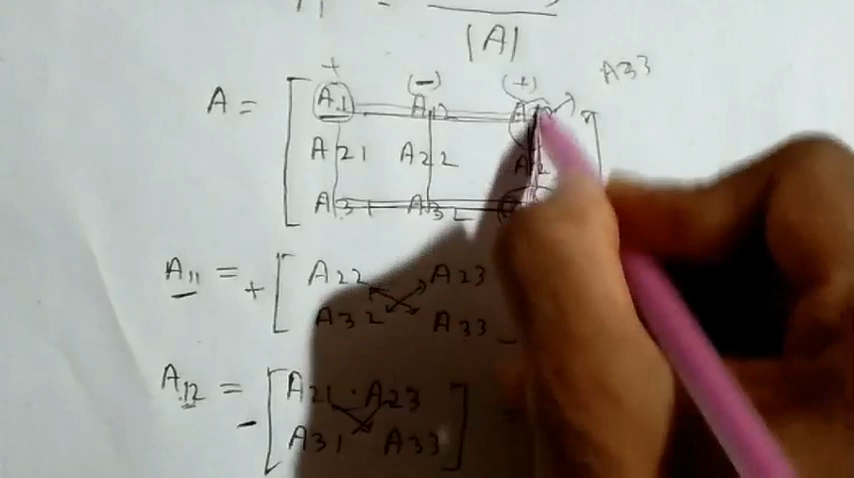 |A|
+ (-) (+) A33
A = [ A11 A12
A21 A22
A31 A32
A11 = + [ A22 A23
A32 A33
A12 = - [ A21 . A23 ]
A31 A33